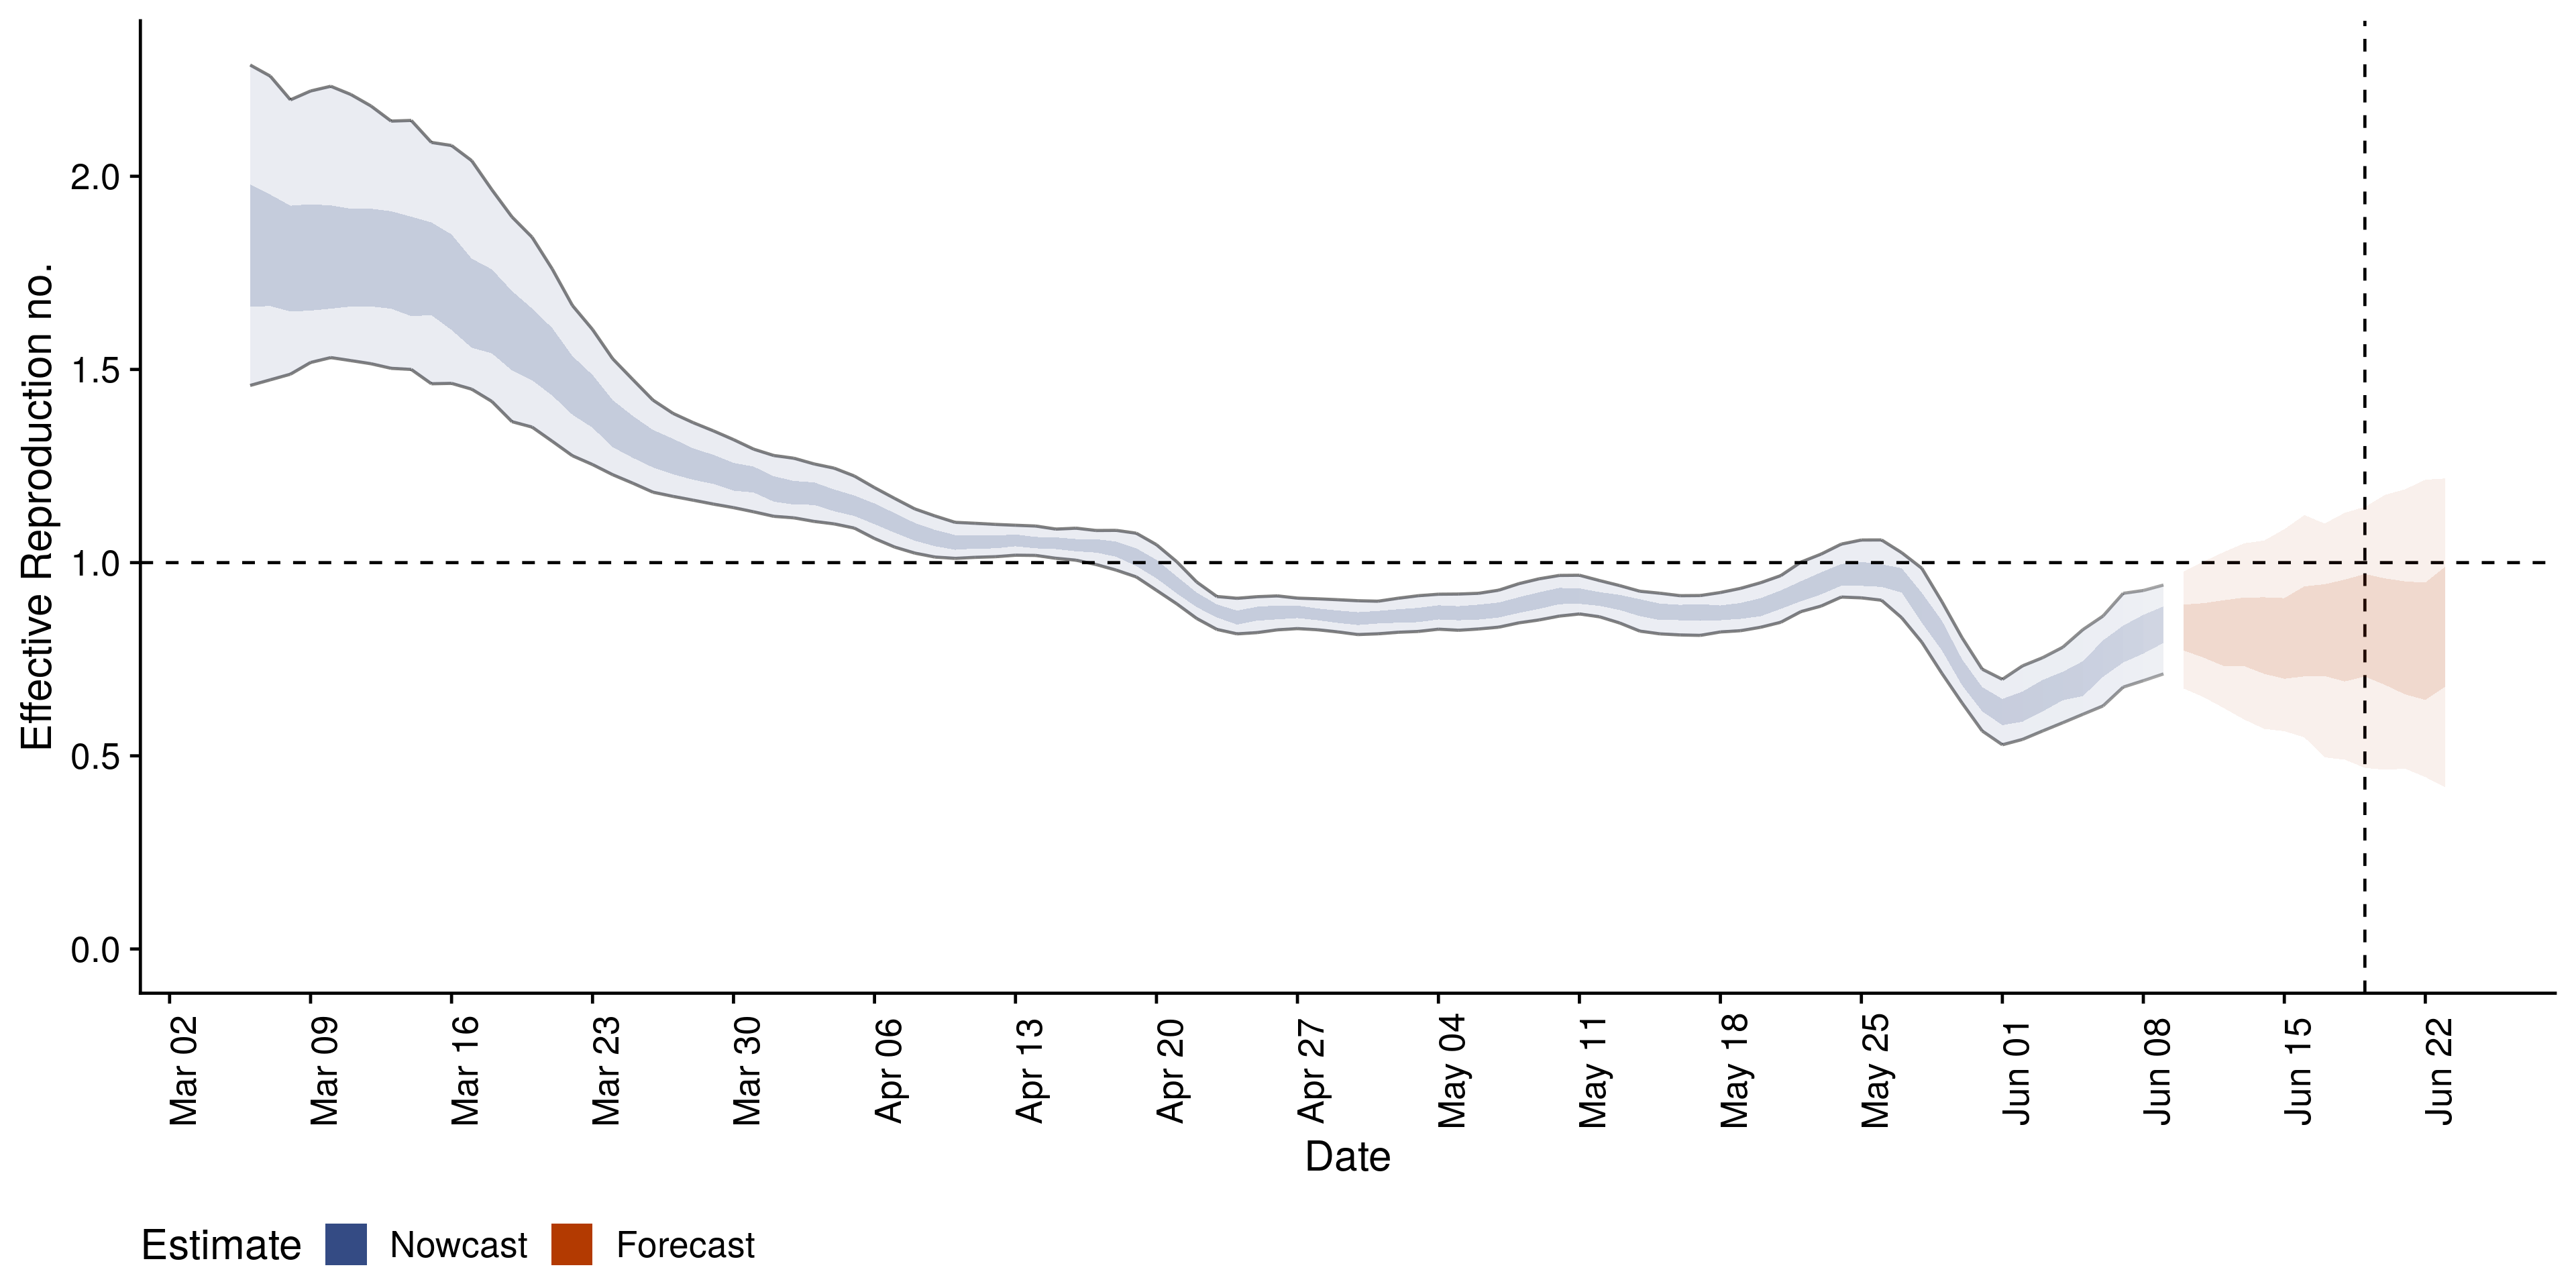 Effective Reproduction no.
2.0
1.5
1.0
0.5
0.0
Mar 02
Mar 09
Mar 16
Mar 23
Mar 30
Apr 06
Apr 13
Apr 20
Apr 27
May 04
May 11
May 18
May 25
Jun 01
Jun 08
Jun 15
Jun 22
Date
Estimate Nowcast Forecast